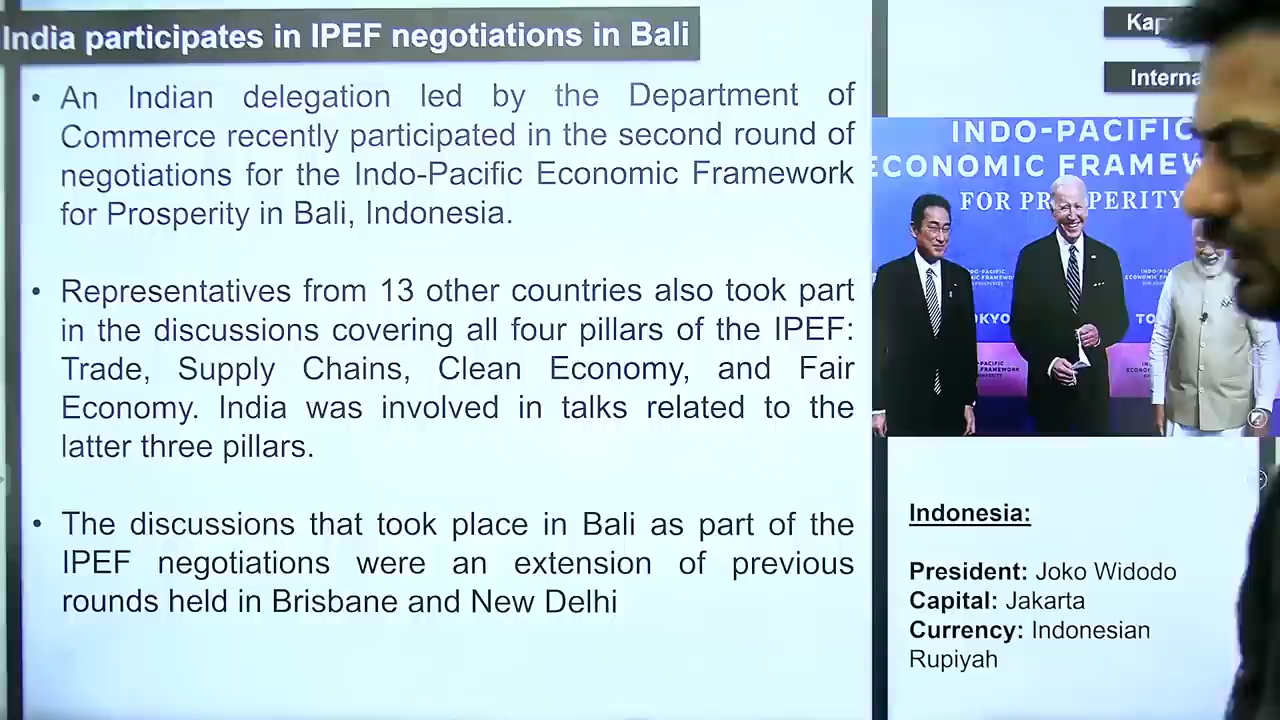 India participates in IPEF negotiations in Bali
• An Indian delegation led by the Department of
Commerce recently participated in the second round of
negotiations for the Indo-Pacific Economic Framework
for Prosperity in Bali, Indonesia.
• Representatives from 13 other countries also took part
in the discussions covering all four pillars of the IPEF:
Trade, Supply Chains, Clean Economy, and Fair
Economy. India was involved in talks related to the
latter three pillars.
• The discussions that took place in Bali as part of the
IPEF negotiations were an extension of previous
rounds held in Brisbane and New Delhi
INDO-PACIFIC
ECONOMIC
FOR
Indonesia:
President: Joko Widodo
Capital: Jakarta
Currency: Indonesian
Rupiyah